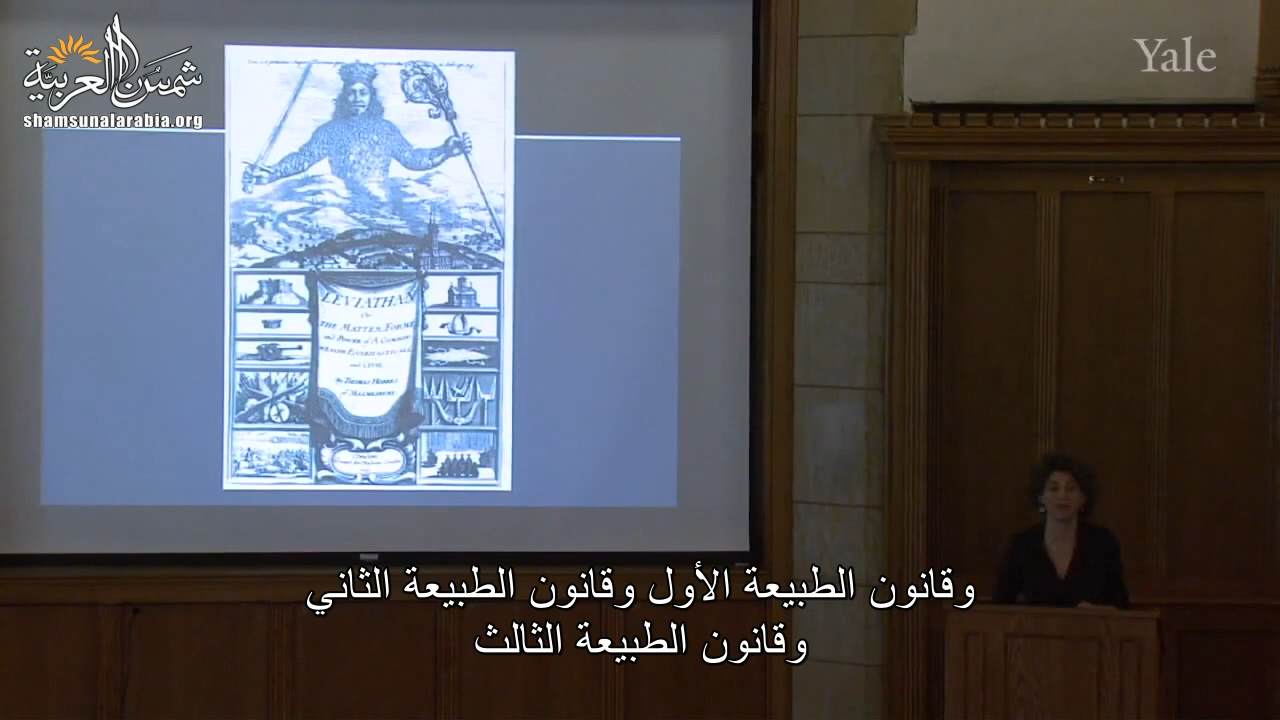 شمس العربية
shamsunalarabia.org
Yale
LEVIATHAN
Or
THE MATTER, FORME
and POWER of A COMMON
WEALTH ECCLESIASTICALL
and CIVIL
By THOMAS HOBBES
of MALMESBURY
وقانون الطبيعة الأول وقانون الطبيعة الثاني
وقانون الطبيعة الثالث